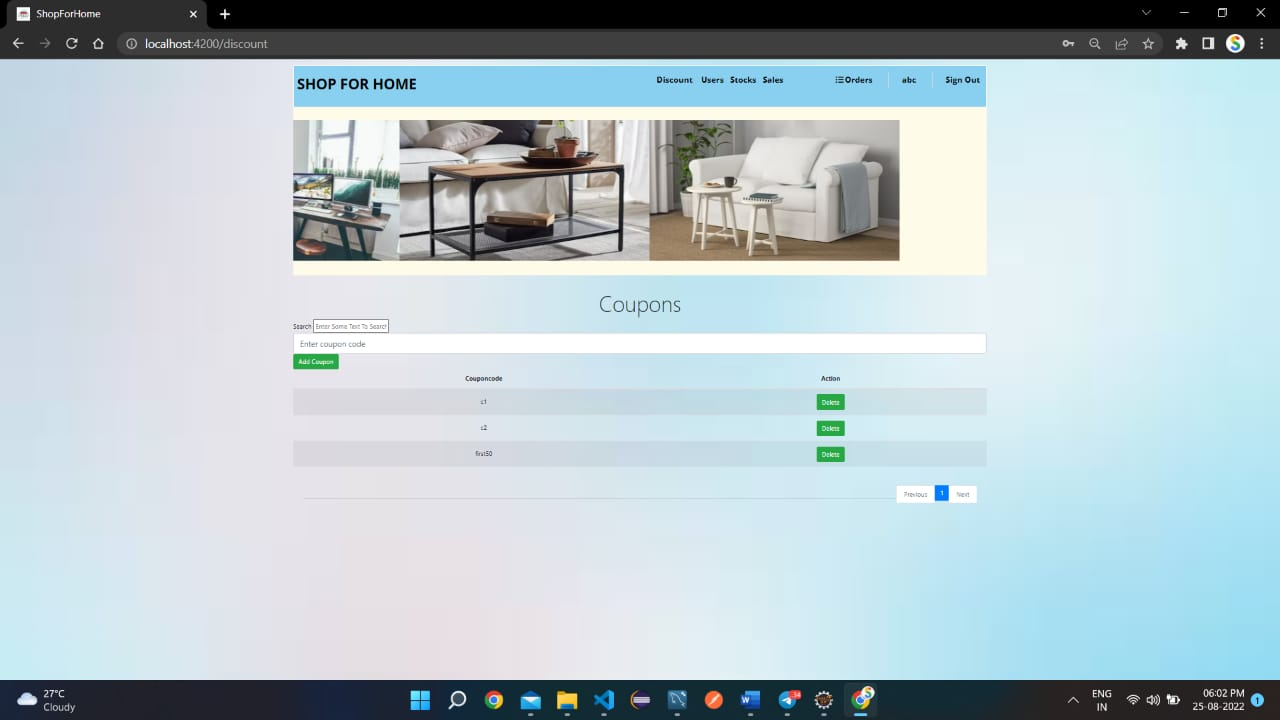 ShopForHome
localhost:4200/discount
SHOP FOR HOME
Discount Users Stocks Sales Orders abc Sign Out
Coupons
Search Enter Some Text To Search
Enter coupon code
Add Coupon
Couponcode Action
c1 Delete
c2 Delete
first50 Delete
Previous 1 Next
27°C
Cloudy
34
ENG
IN
06:02 PM
25-08-2022
1